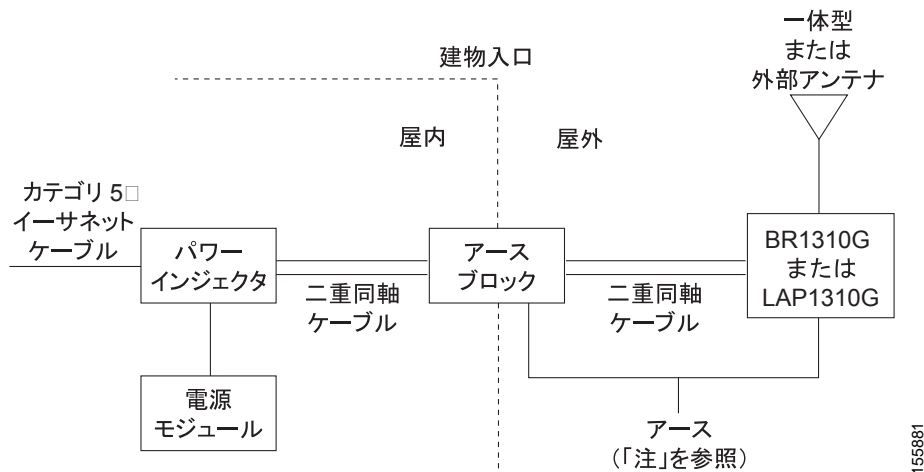 一体型
または
外部アンテナ
建物入口
屋内
屋外
カテゴリ 5□
イーサネット
ケーブル
パワー
インジェクタ
二重同軸
ケーブル
アース
ブロック
二重同軸
ケーブル
BR1310G
または
LAP1310G
電源
モジュール
アース
(「注」を参照)
155881